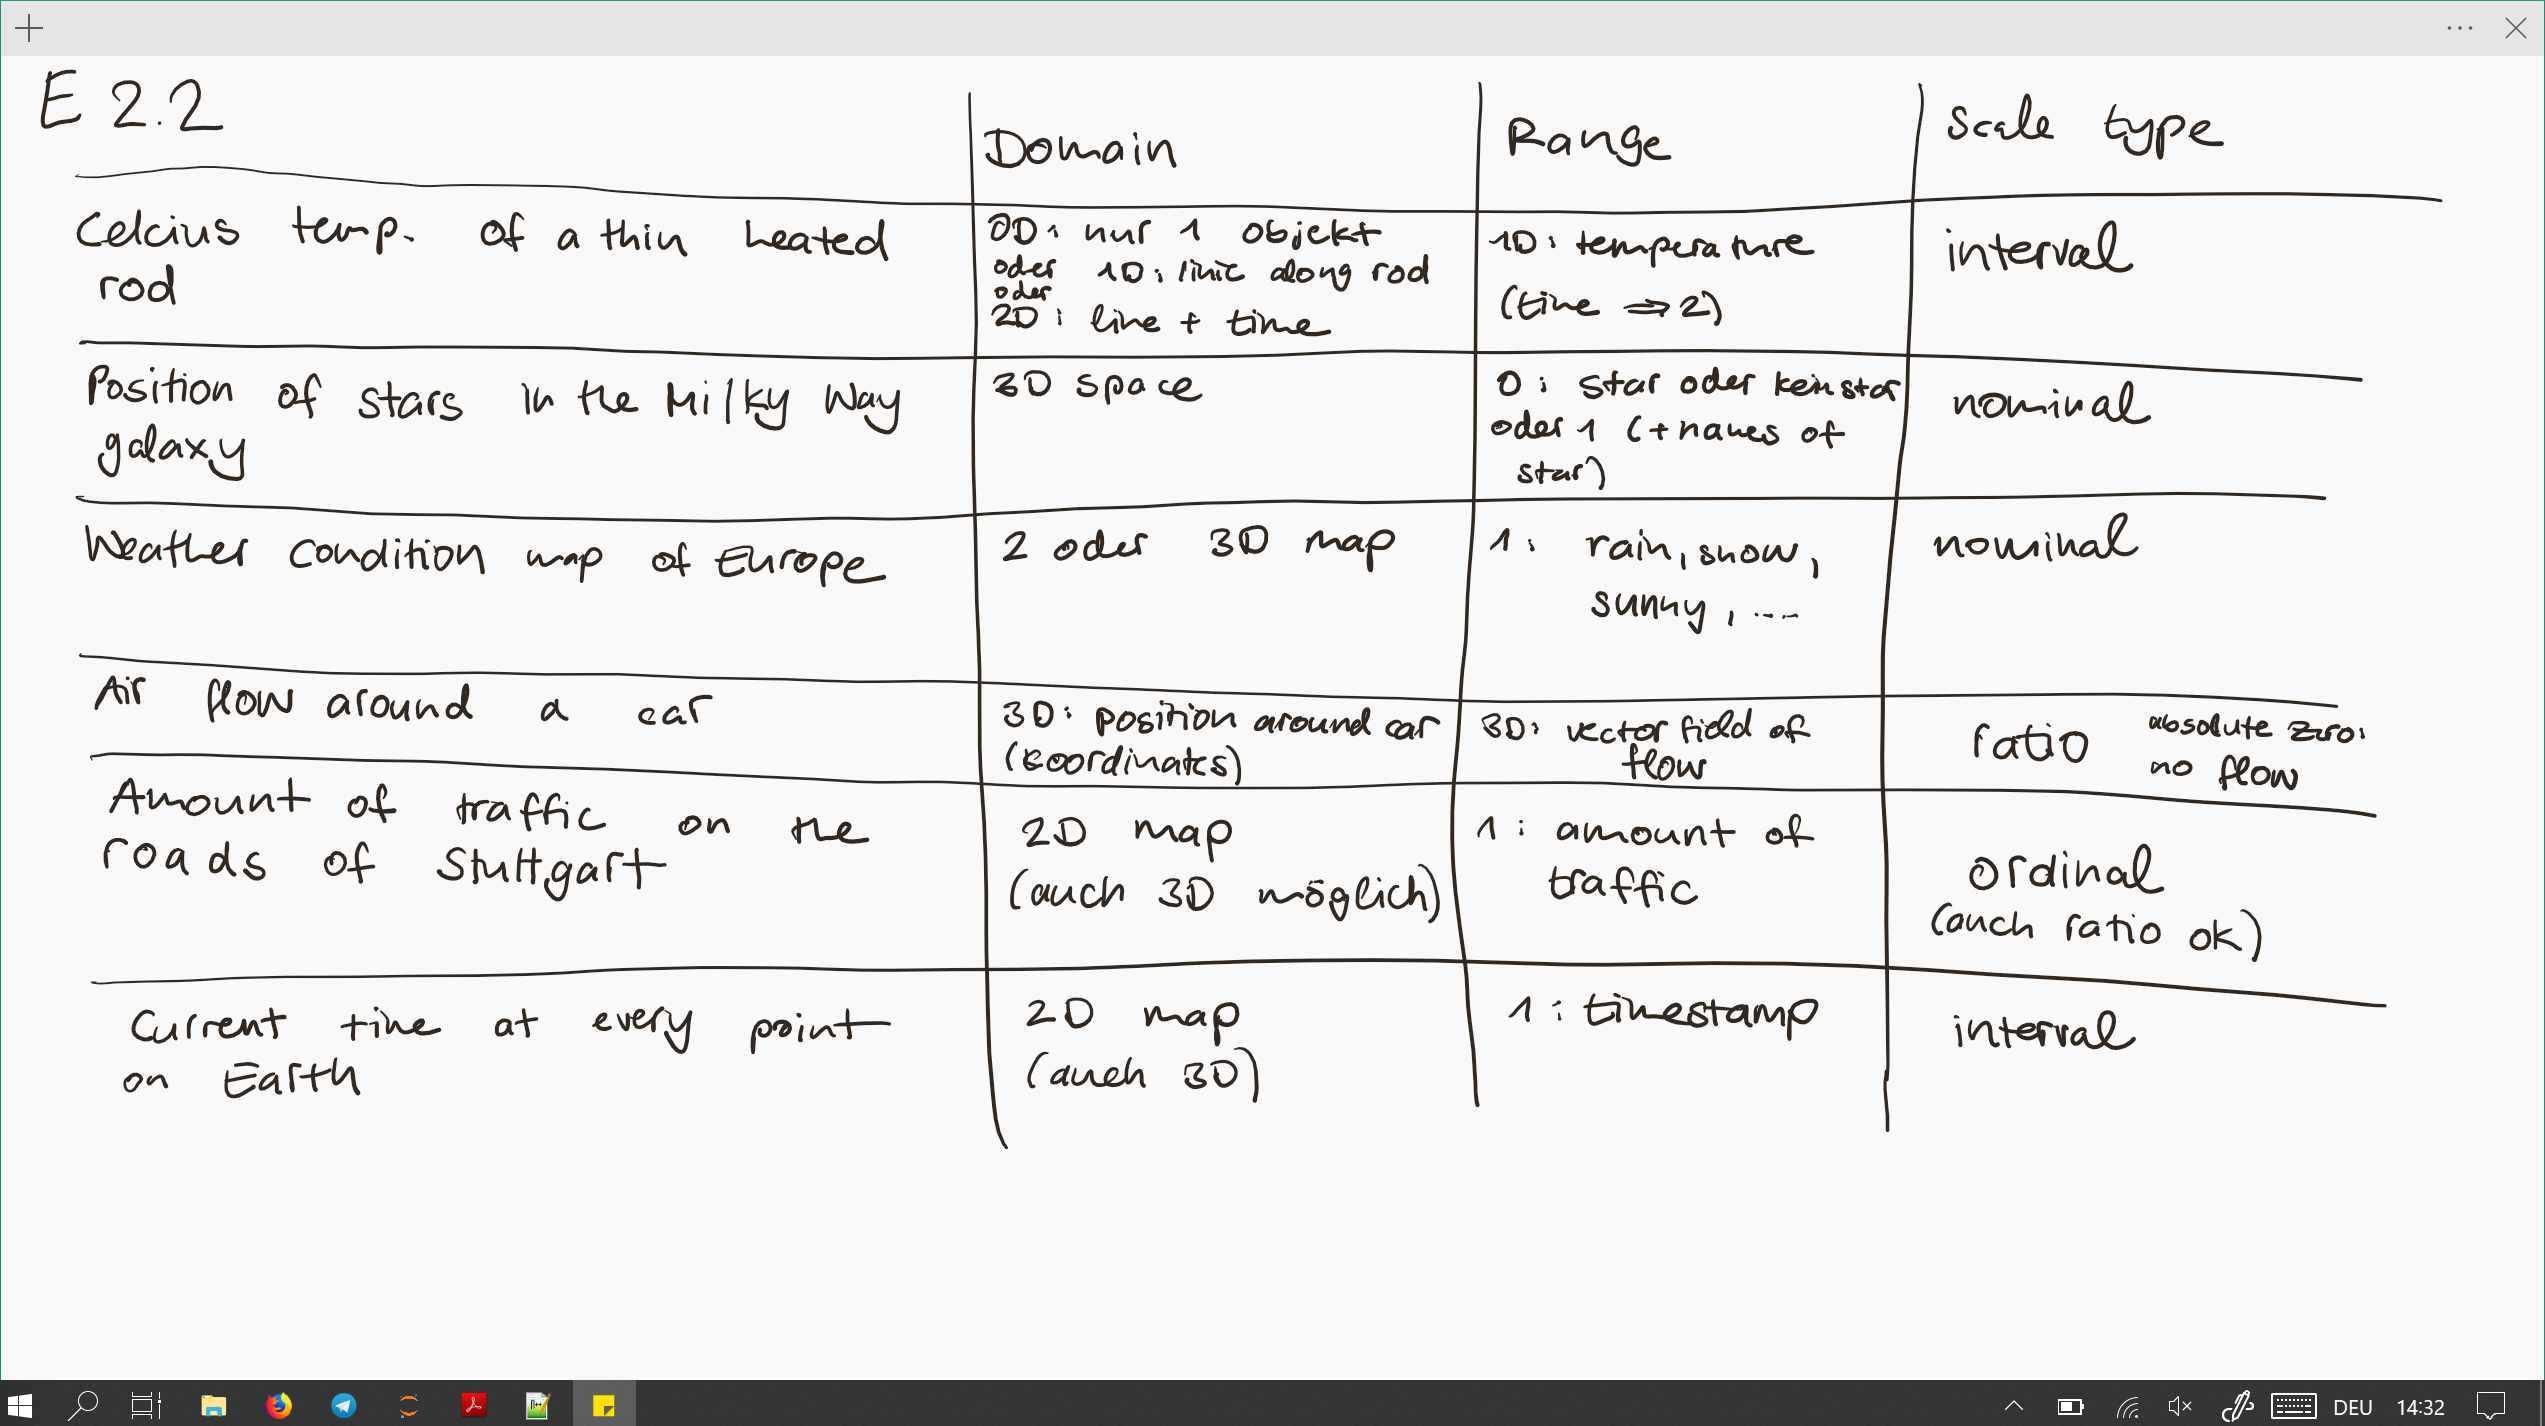 E 2.2
Domain
Range
scale type
Celcius temp. of a thin heated
rod
0D: nur 1 objekt
oder 1D: linie along rod
oder
2D: line + time
1D: temperature
(time ⇒ 2)
interval
Position of stars in the Milky Way
galaxy
3D space
0: star oder kein star
oder 1 (+names of
star)
nominal
Weather condition map of Europe
2 oder 3D map
1: rain, snow,
sunny, ....
nominal
Air flow around a car
3D: position around car
(coordinates)
3D: vector field of
flow
ratio
absolute zero:
no flow
Amount of traffic on the
roads of Stuttgart
2D map
(auch 3D möglich)
1: amount of
traffic
ordinal
(auch ratio ok)
Current time at every point
on Earth
2D map
(auch 3D)
1: timestamp
interval
DEU 14:32